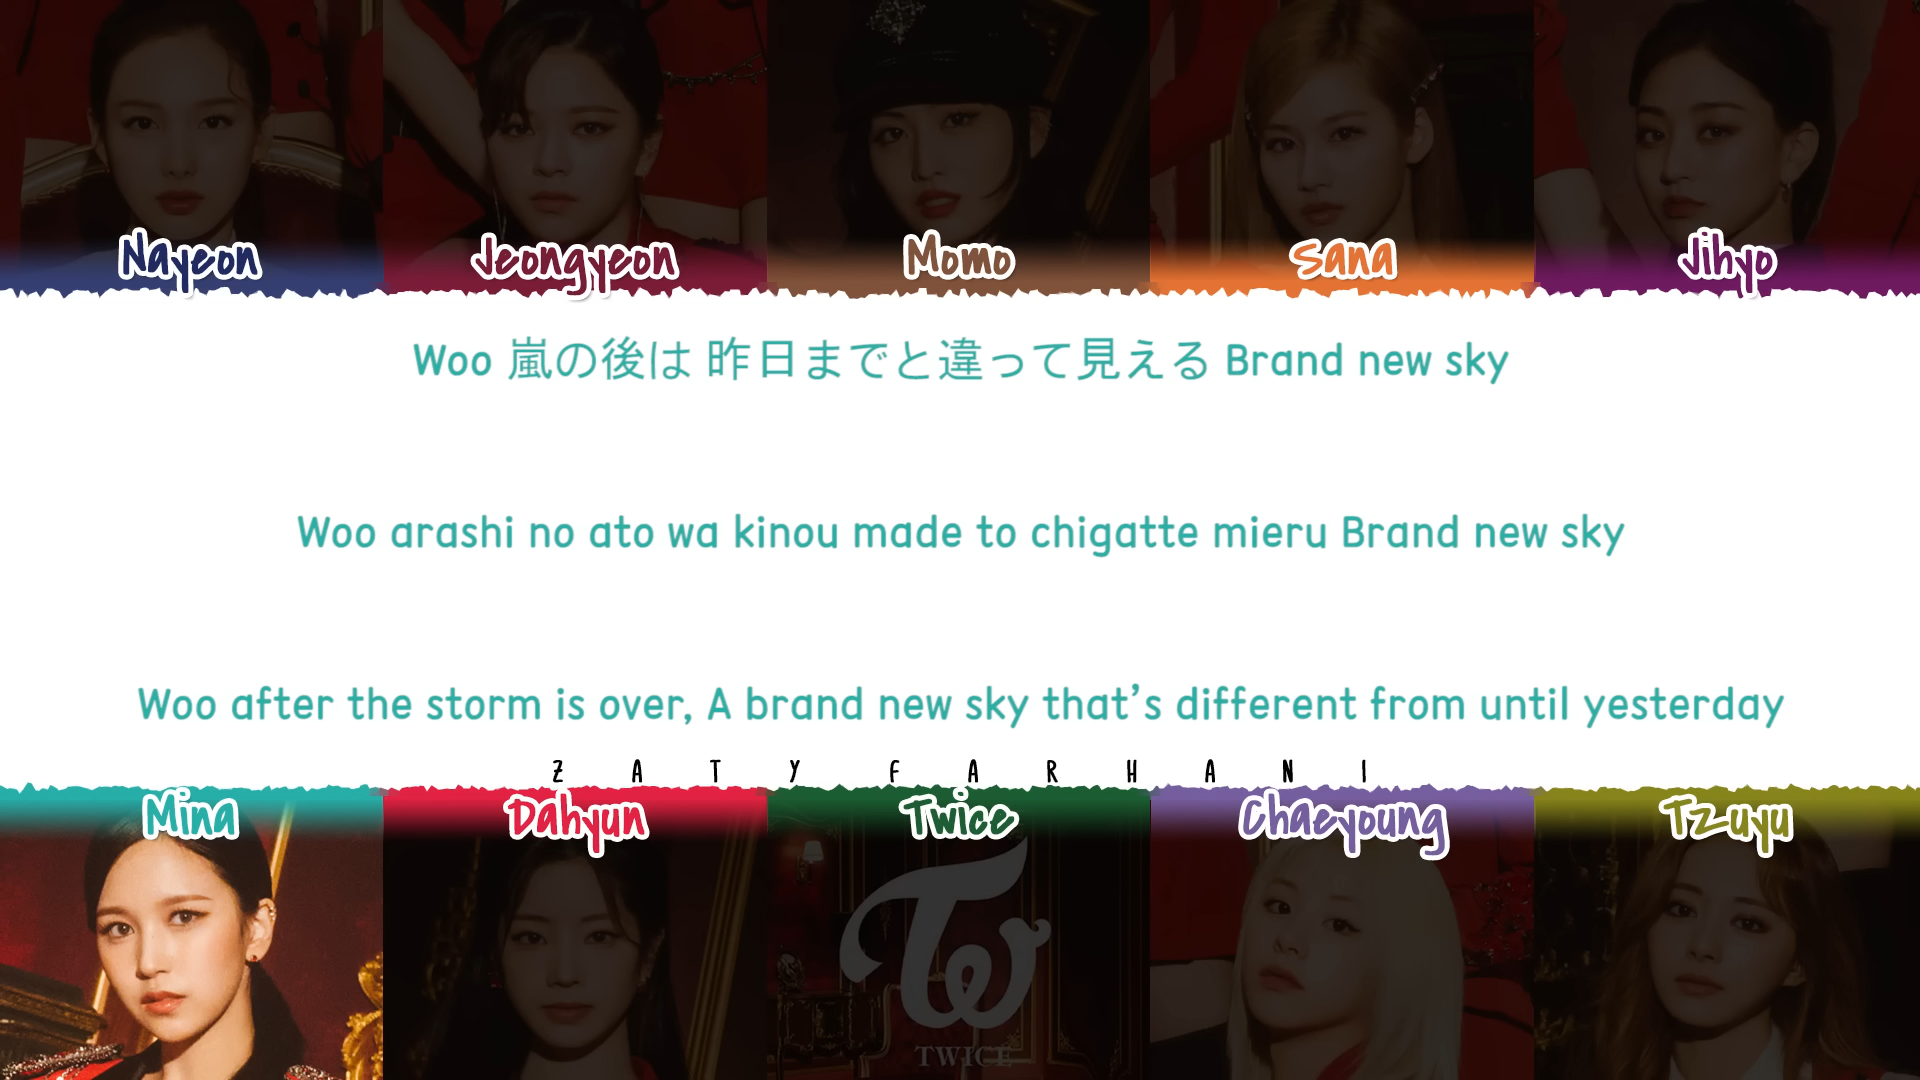 Nayeon
Jeongyeon
Momo
Sana
Jihyo
Woo 嵐の後は 昨日までと違って見える Brand new sky
Woo arashi no ato wa kinou made to chigatte mieru Brand new sky
Woo after the storm is over, A brand new sky that’s different from until yesterday
ZATYFARHANI
Mina
Dahyun
Twice
Chaeyoung
Tzuyu
TW
TWICE